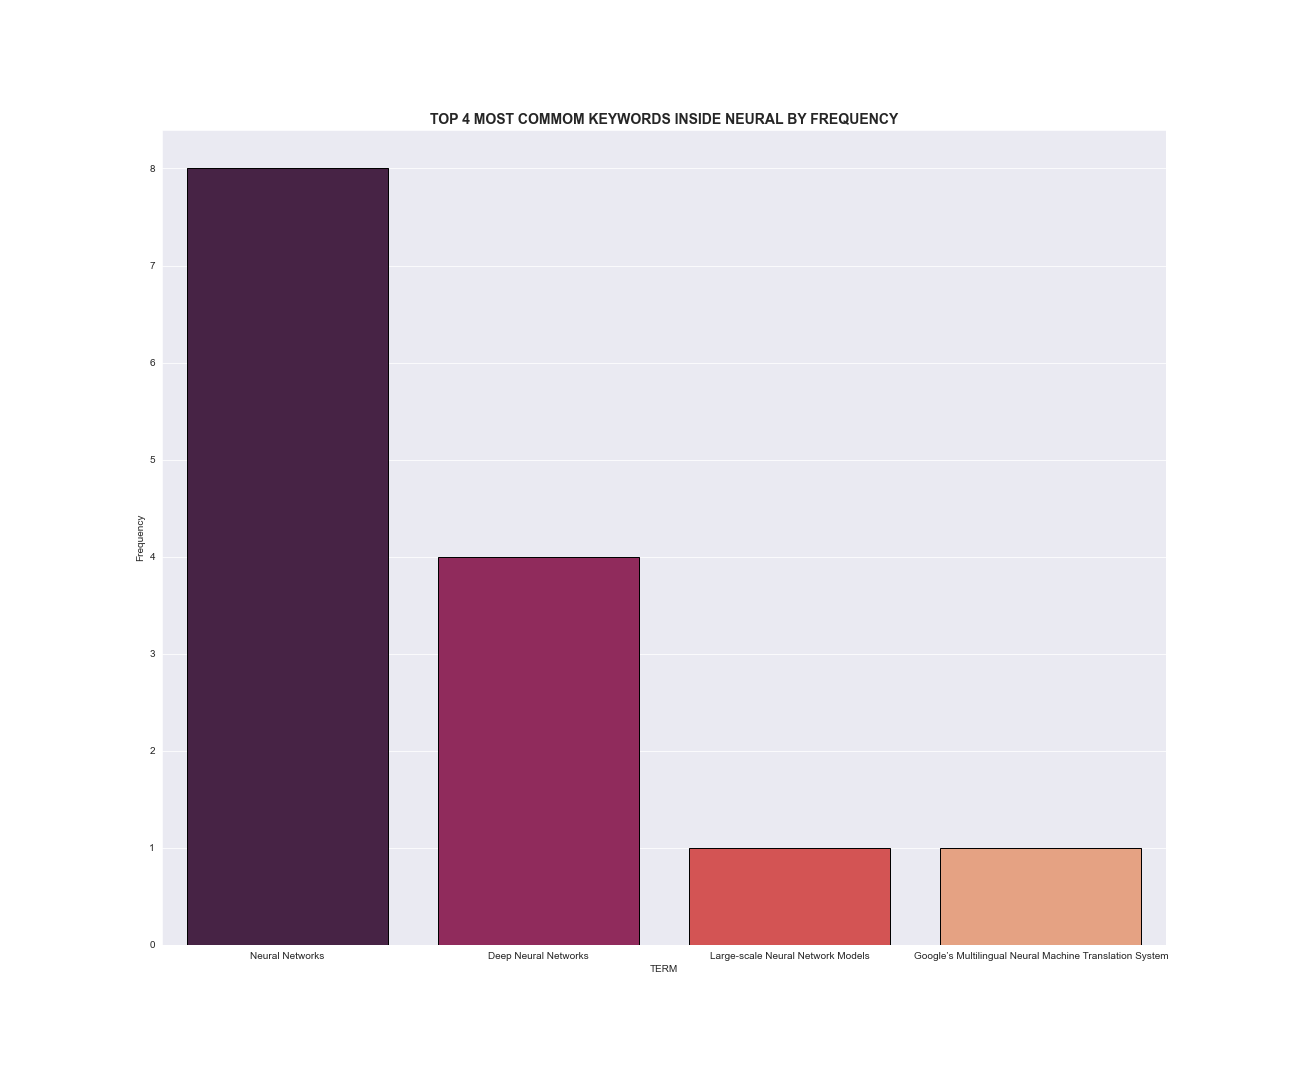 TOP 4 MOST COMMOM KEYWORDS INSIDE NEURAL BY FREQUENCY
8
7
6
5
4
3
2
1
0
Frequency
Neural Networks
Deep Neural Networks
Large-scale Neural Network Models
Google's Multilingual Neural Machine Translation System
TERM